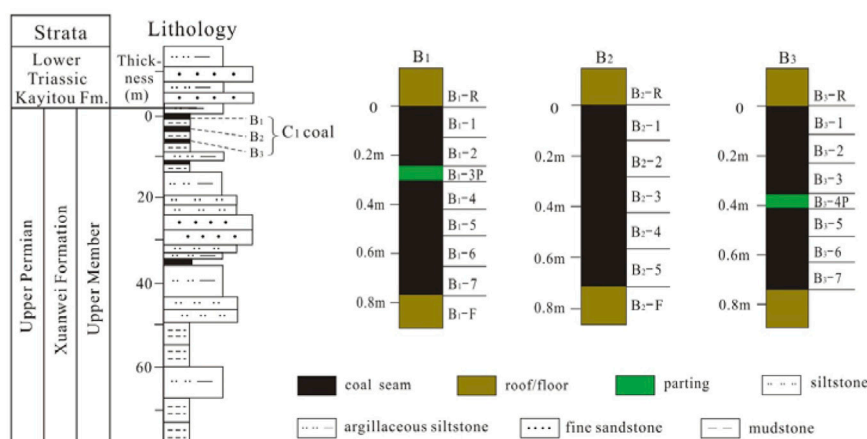 Strata
Lithology
Lower
Triassic
Kayitou Fm.
Thick-
ness
(m)
Upper Permian
Xuanwei Formation
Upper Member
0
20
40
60
B1
B2
B3
C1 coal
B1
0
0.2m
0.4m
0.6m
0.8m
B1-R
B1-1
B1-2
B1-3P
B1-4
B1-5
B1-6
B1-7
B1-F
B2
0
0.2m
0.4m
0.6m
0.8m
B2-R
B2-1
B2-2
B2-3
B2-4
B2-5
B2-F
B3
0
0.2m
0.4m
0.6m
0.8m
B3-R
B3-1
B3-2
B3-3
B3-4P
B3-5
B3-6
B3-7
coal seam
roof/floor
parting
siltstone
argillaceous siltstone
fine sandstone
mudstone